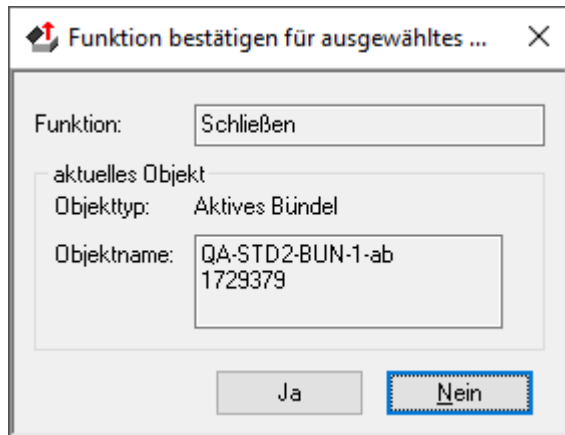 Funktion bestätigen für ausgewähltes ...
Funktion:
Schließen
aktuelles Objekt
Objekttyp:
Aktives Bündel
Objektname:
QA-STD2-BUN-1-ab
1729379
Ja
Nein